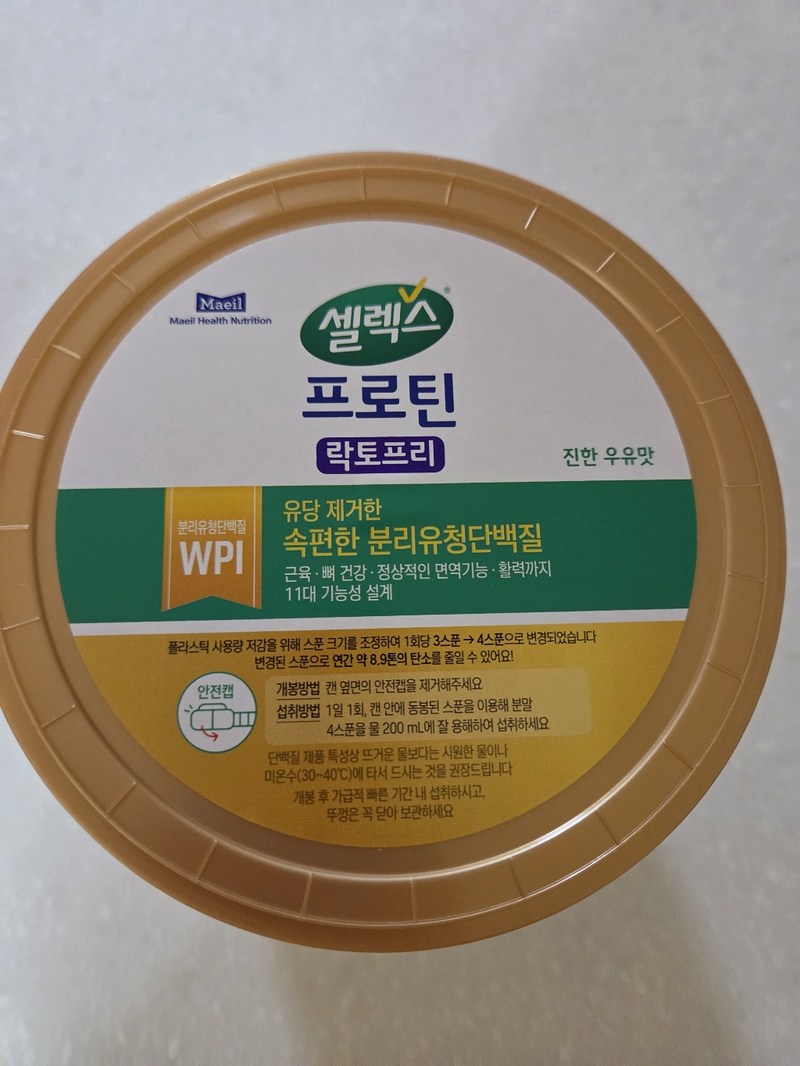 Maeil
Maeil Health Nutrition
셀렉스®
프로틴
락토프리
진한 우유맛
분리유청단백질
WPI
유당 제거한
속편한 분리유청단백질
근육·뼈 건강·정상적인 면역기능·활력까지
11대 기능성 설계
플라스틱 사용량 저감을 위해 스푼 크기를 조정하여 1회당 3스푼 → 4스푼으로 변경되었습니다
변경된 스푼으로 연간 약 8.9톤의 탄소를 줄일 수 있어요!
안전캡
개봉방법 캔 옆면의 안전캡을 제거해주세요
섭취방법 1일 1회, 캔 안에 동봉된 스푼을 이용해 분말
4스푼을 물 200 mL에 잘 용해하여 섭취하세요
단백질 제품 특성상 뜨거운 물보다는 시원한 물이나
미온수(30~40℃)에 타서 드시는 것을 권장드립니다
개봉 후 가급적 빠른 기간 내 섭취하시고,
뚜껑은 꼭 닫아 보관하세요